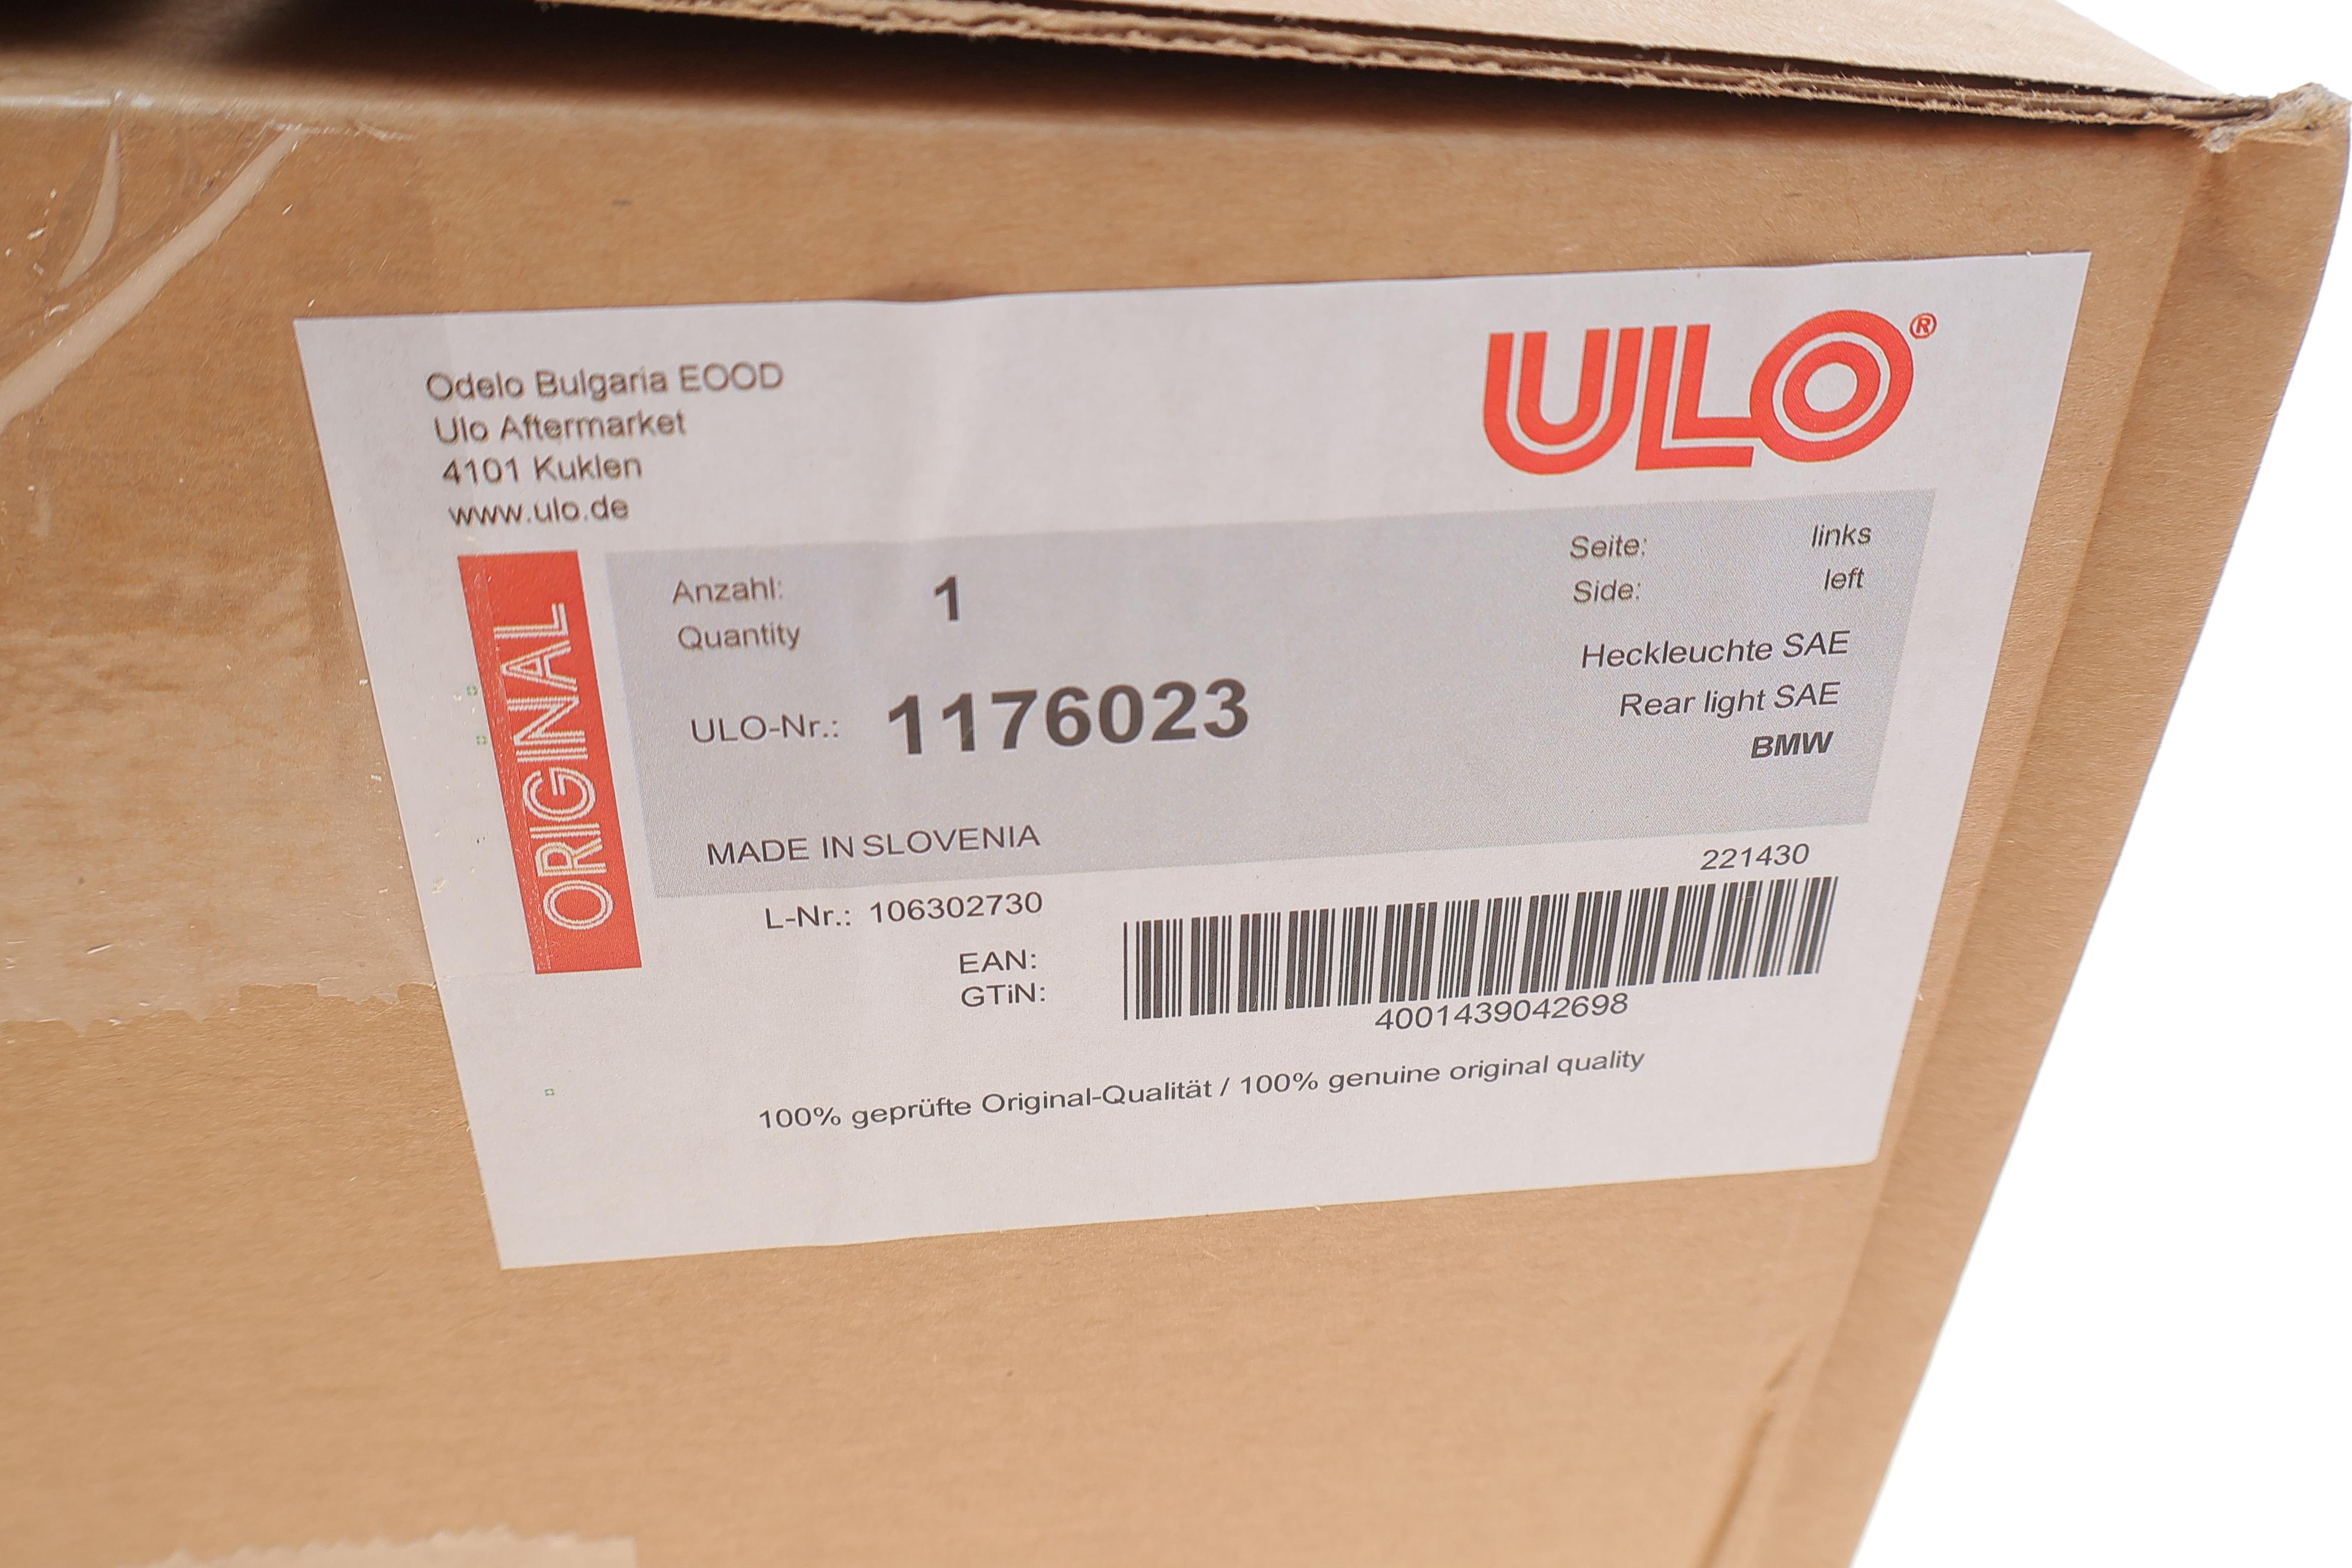 Odelo Bulgaria EOOD
Ulo Aftermarket
4101 Kuklen
www.ulo.de
ULO®
ORIGINAL
Anzahl: 1
Quantity
Seite: links
Side: left
Heckleuchte SAE
Rear light SAE
BMW
ULO-Nr.: 1176023
MADE IN SLOVENIA
221430
L-Nr.: 106302730
EAN:
GTiN:
4001439042698
100% geprüfte Original-Qualität / 100% genuine original quality